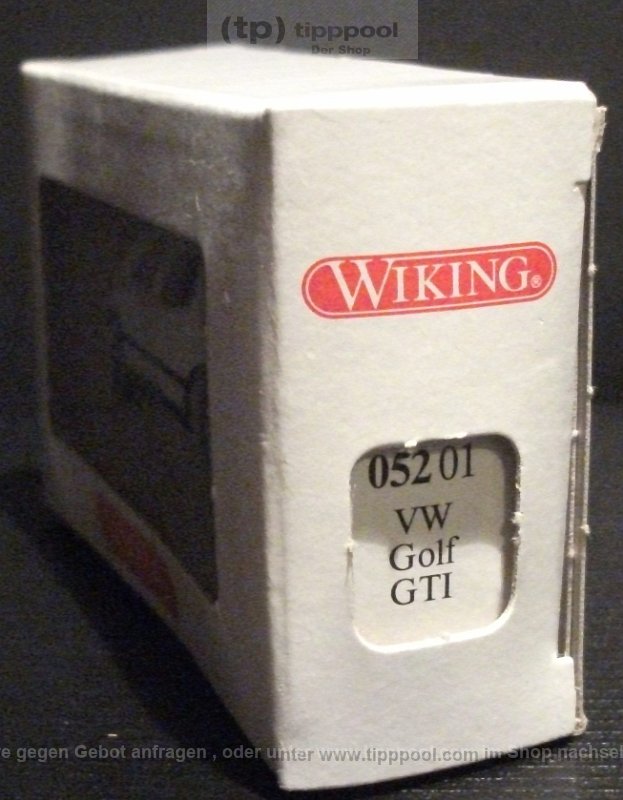 (tp) tipppool
Der Shop
WIKING®
052 01
VW
Golf
GTI
gegen Gebot anfragen , oder unter www.tipppool.com im Shop